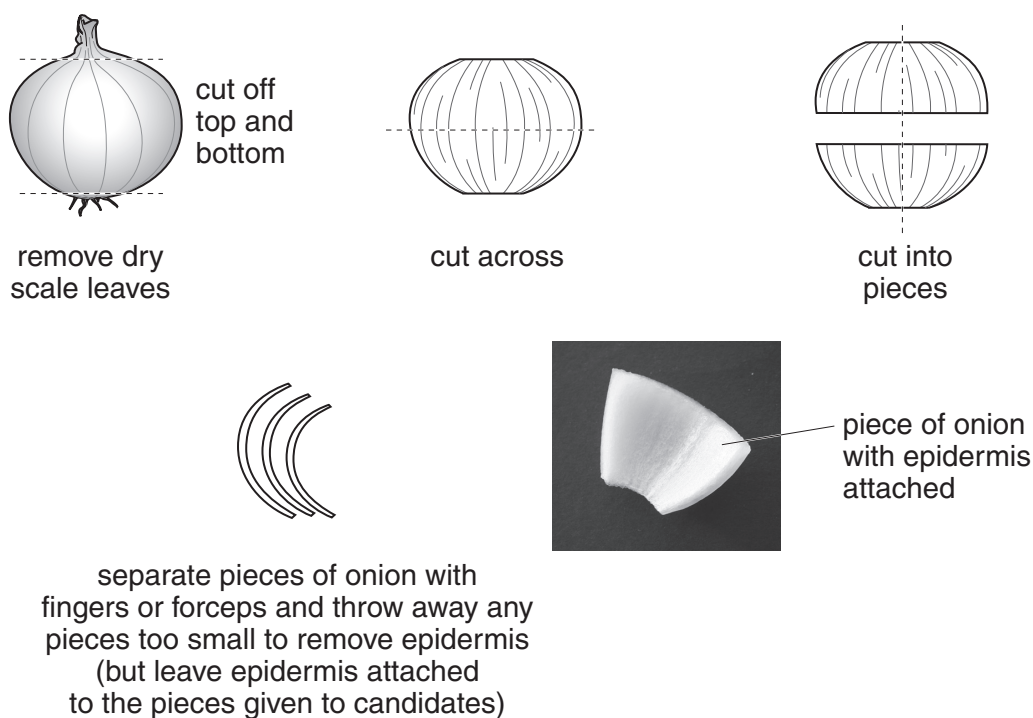 cut off
top and
bottom
remove dry
scale leaves
cut across
cut into
pieces
piece of onion
with epidermis
attached
separate pieces of onion with
fingers or forceps and throw away any
pieces too small to remove epidermis
(but leave epidermis attached
to the pieces given to candidates)